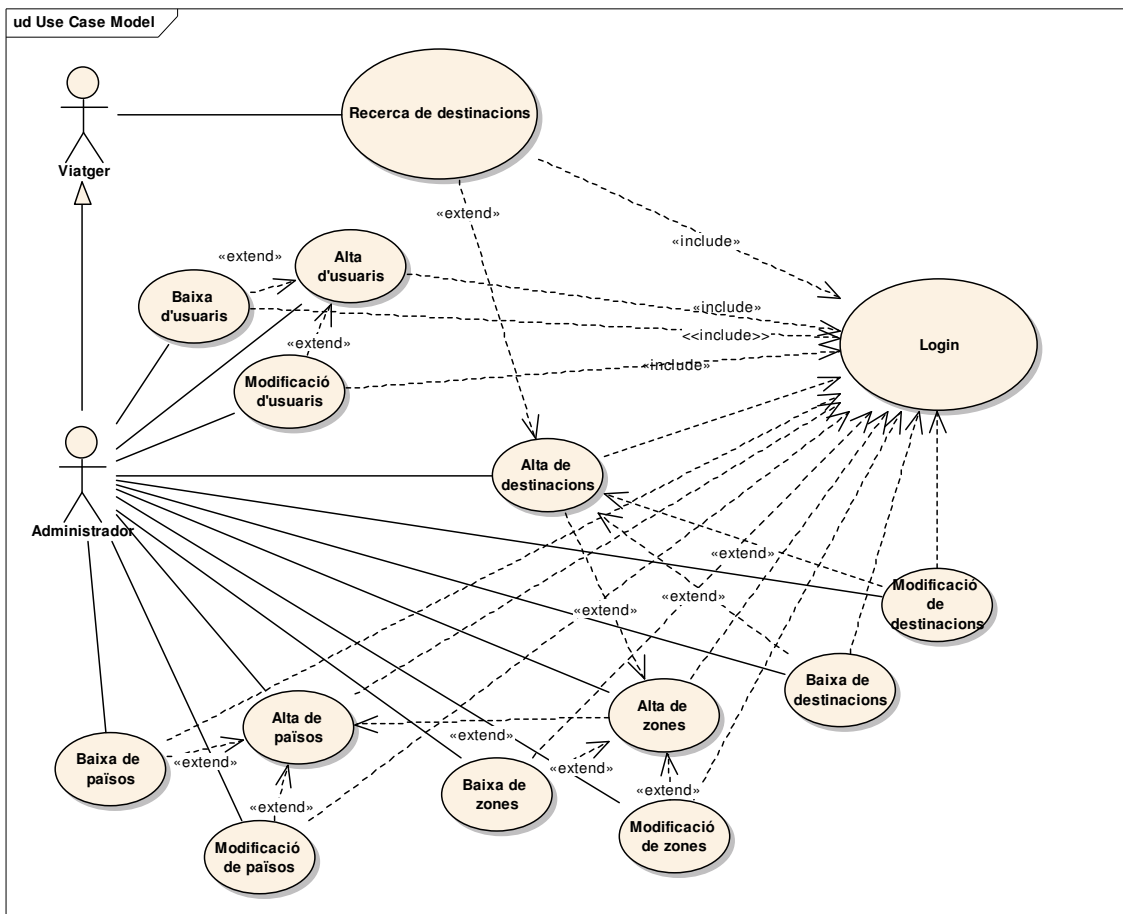 ud Use Case Model
Viatger
Recerca de destinacions
«extend»
«include»
«extend»
Alta
d'usuaris
Baixa
d'usuaris
«include»
<<include>>
«extend»
«include»
Login
Modificació
d'usuaris
Administrador
Alta de
destinacions
«extend»
Modificació
de
destinacions
«extend»
«extend»
Baixa de
destinacions
Alta de
països
Alta de
zones
«extend»
Baixa de
països
«extend»
Baixa de
zones
«extend»
«extend»
«extend»
Modificació
de països
Modificació
de zones